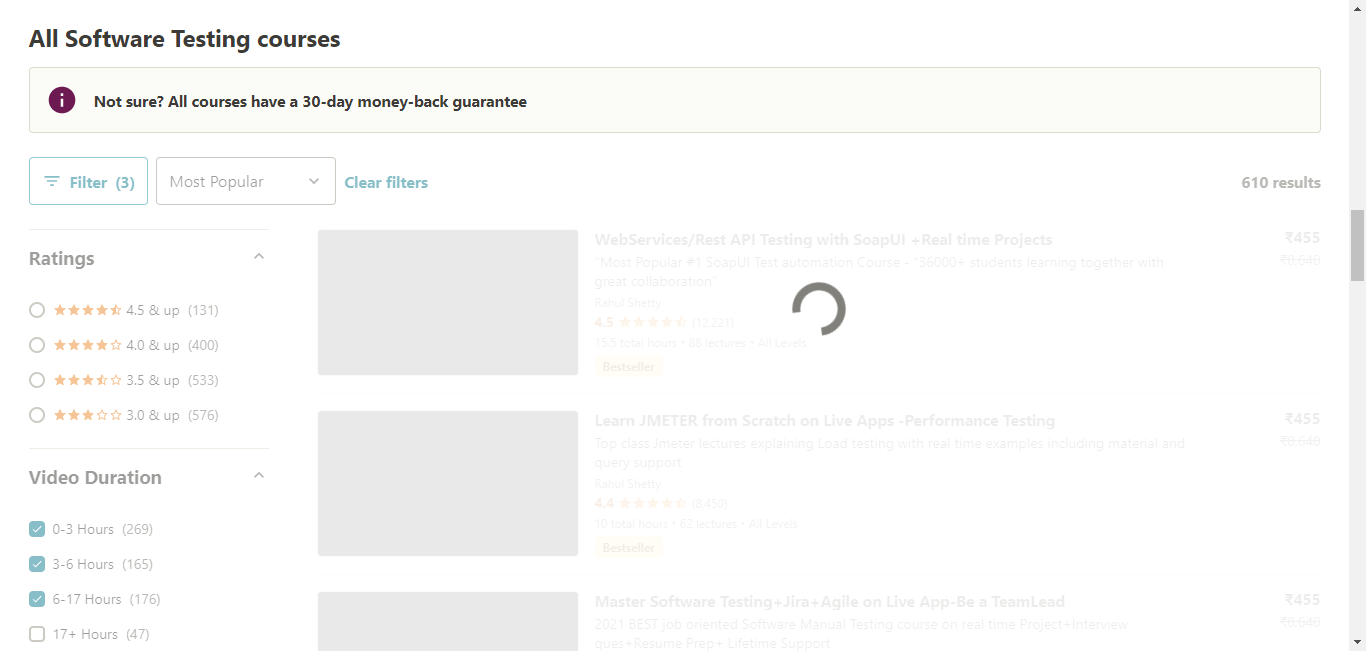 All Software Testing courses
Not sure? All courses have a 30-day money-back guarantee
Filter (3)
Most Popular
Clear filters
610 results
Ratings
4.5 & up (131)
4.0 & up (400)
3.5 & up (533)
3.0 & up (576)
Video Duration
0-3 Hours (269)
3-6 Hours (165)
6-17 Hours (176)
17+ Hours (47)
WebServices/Rest API Testing with SoapUI +Real time Projects
₹455
"Most Popular #1 SoapUI Test automation Course - "36000+ students learning together with
₹8,640
great collaboration"
Rahul Shetty
4.5 (12,221)
15.5 total hours • 88 lectures • All Levels
Bestseller
Learn JMETER from Scratch on Live Apps -Performance Testing
₹455
Top class Jmeter lectures explaining Load testing with real time examples including material and
₹8,640
query support
Rahul Shetty
4.4 (8,450)
10 total hours • 62 lectures • All Levels
Bestseller
Master Software Testing+Jira+Agile on Live App-Be a TeamLead
₹455
2021 BEST job oriented Software Manual Testing course on real time Project+Interview
₹8,640
ques+Resume Prep+ Lifetime Support